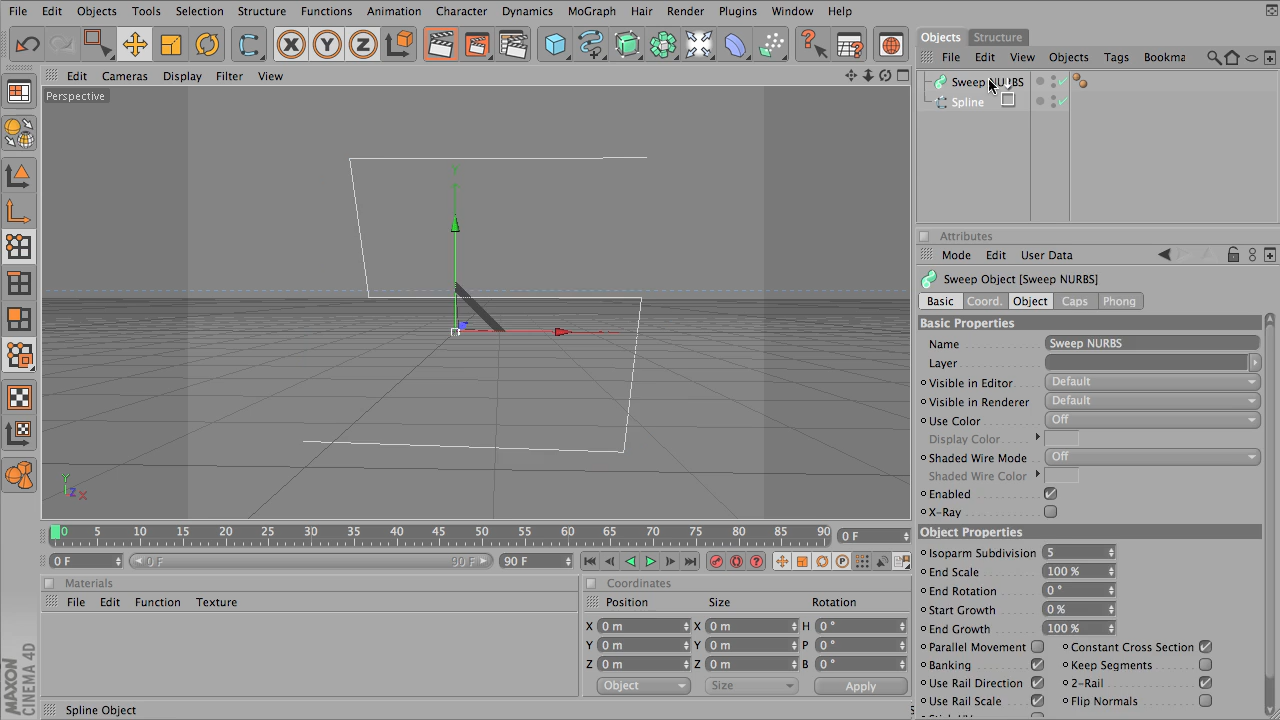 File Edit Objects Tools Selection Structure Functions Animation Character Dynamics MoGraph Hair Render Plugins Window Help
Objects Structure
File Edit View Objects Tags Bookma
Edit Cameras Display Filter View
Perspective
Sweep NURBS
Spline
Y
Y
Z X
Attributes
Mode Edit User Data
Sweep Object [Sweep NURBS]
Basic Coord. Object Caps Phong
Basic Properties
Name Sweep NURBS
Layer
Visible in Editor Default
Visible in Renderer Default
Use Color Off
Display Color
Shaded Wire Mode Off
Shaded Wire Color
Enabled
X-Ray
Object Properties
Isoparm Subdivision 5
End Scale 100 %
End Rotation 0 °
Start Growth 0 %
End Growth 100 %
Parallel Movement Constant Cross Section
Banking Keep Segments
Use Rail Direction 2-Rail
Use Rail Scale Flip Normals
0 5 10 15 20 25 30 35 40 45 50 55 60 65 70 75 80 85 90 0 F
0 F 0 F 90 F 90 F
Materials
File Edit Function Texture
Coordinates
Position Size Rotation
X 0 m X 0 m H 0 °
Y 0 m Y 0 m P 0 °
Z 0 m Z 0 m B 0 °
Object Size Apply
MAXON
CINEMA 4D
Spline Object